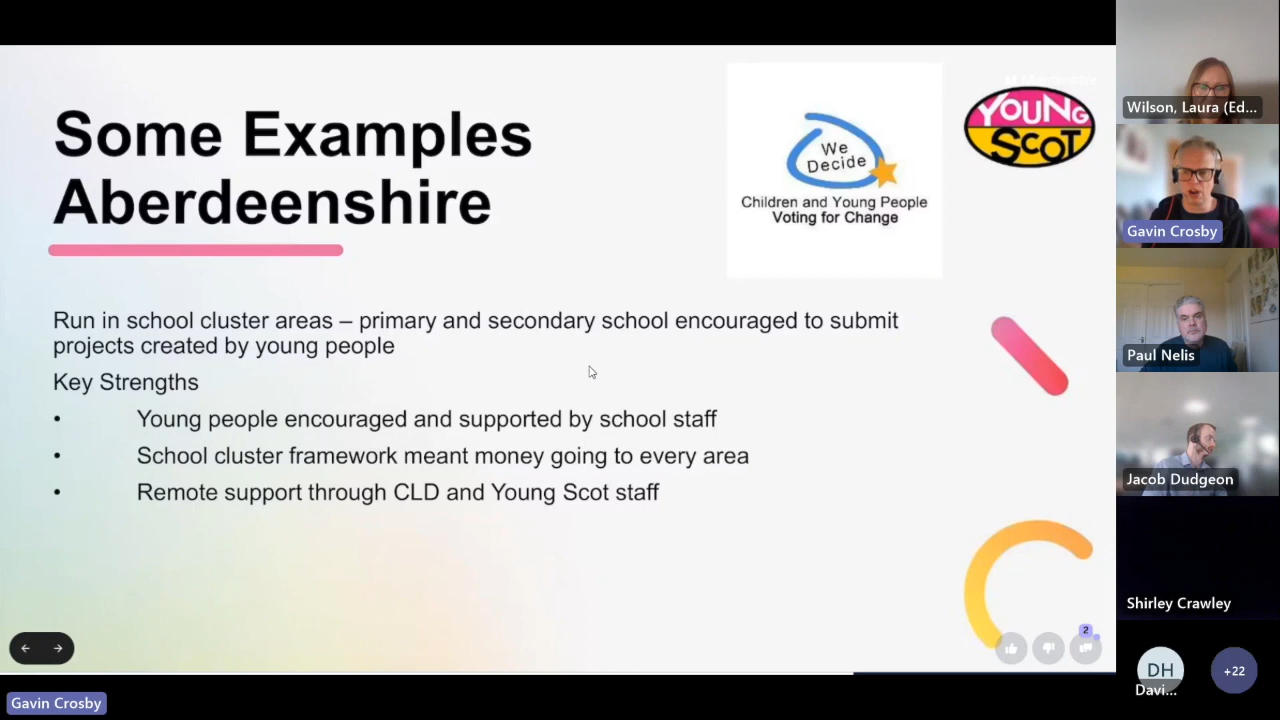 Some Examples
Aberdeenshire
We
Decide
Children and Young People
Voting for Change
YOUNG
SCOT
Run in school cluster areas – primary and secondary school encouraged to submit
projects created by young people
Key Strengths
• Young people encouraged and supported by school staff
• School cluster framework meant money going to every area
• Remote support through CLD and Young Scot staff
2
Gavin Crosby
Wilson, Laura (Ed...
Gavin Crosby
Paul Nelis
Jacob Dudgeon
Shirley Crawley
DH
Davi...
+22